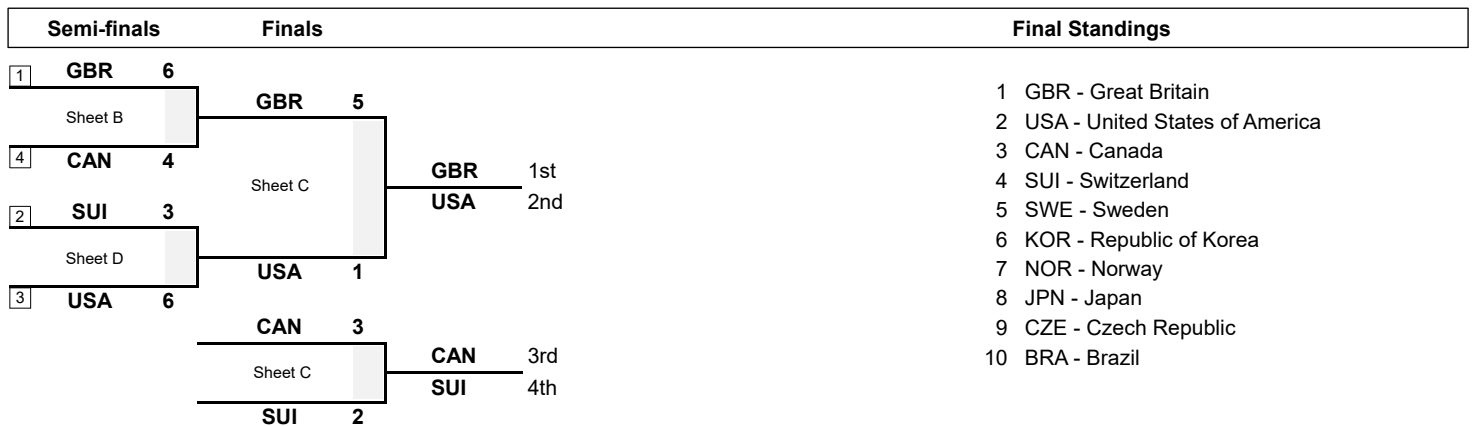 Semi-finals Finals Final Standings
1 GBR 6
Sheet B
4 CAN 4
2 SUI 3
Sheet D
3 USA 6
GBR 5
Sheet C
USA 1
GBR 1st
USA 2nd
CAN 3
Sheet C
SUI 2
CAN 3rd
SUI 4th
1 GBR - Great Britain
2 USA - United States of America
3 CAN - Canada
4 SUI - Switzerland
5 SWE - Sweden
6 KOR - Republic of Korea
7 NOR - Norway
8 JPN - Japan
9 CZE - Czech Republic
10 BRA - Brazil